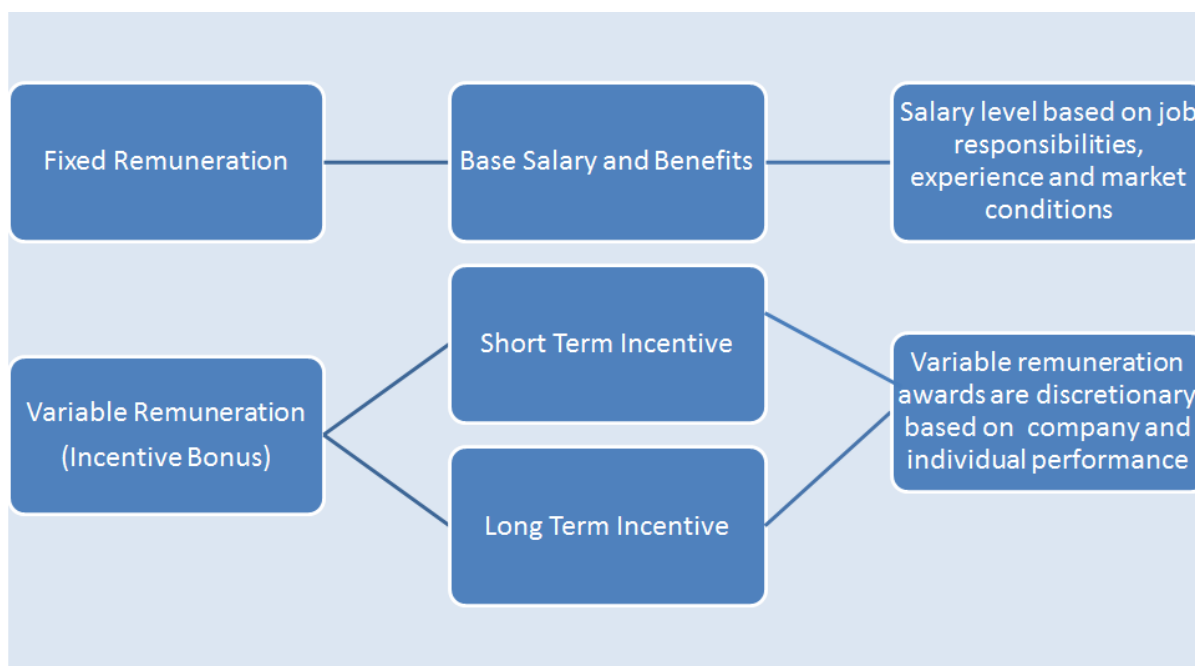 Fixed Remuneration
Base Salary and Benefits
Salary level based on job
responsibilities,
experience and market
conditions
Variable Remuneration
(Incentive Bonus)
Short Term Incentive
Long Term Incentive
Variable remuneration
awards are discretionary
based on company and
individual performance